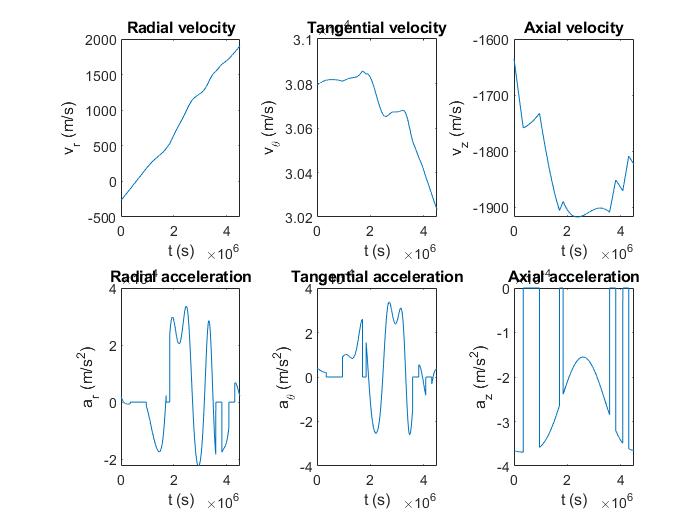 Radial velocity
2000
1500
1000
500
0
-500
v_r (m/s)
0 2 4
t (s) ×10^6
Tangential velocity
3.1
3.08
3.06
3.04
3.02
v_θ (m/s)
0 2 4
t (s) ×10^6
Axial velocity
-1600
-1700
-1800
-1900
v_z (m/s)
0 2 4
t (s) ×10^6
Radial acceleration
4
2
0
-2
a_r (m/s^2)
0 2 4
t (s) ×10^6
Tangential acceleration
4
2
0
-2
-4
a_θ (m/s^2)
0 2 4
t (s) ×10^6
Axial acceleration
0
-1
-2
-3
-4
a_z (m/s^2)
0 2 4
t (s) ×10^6